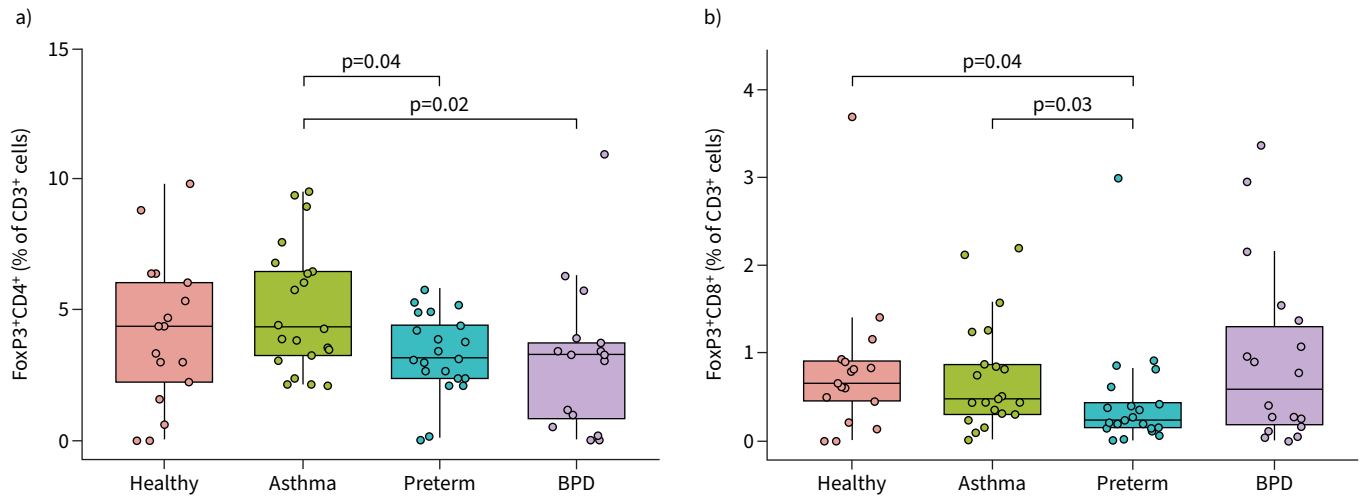 a)
FoxP3⁺CD4⁺ (% of CD3⁺ cells)
15
10
5
0
p=0.04
p=0.02
Healthy Asthma Preterm BPD
b)
FoxP3⁺CD8⁺ (% of CD3⁺ cells)
4
3
2
1
0
p=0.04
p=0.03
Healthy Asthma Preterm BPD